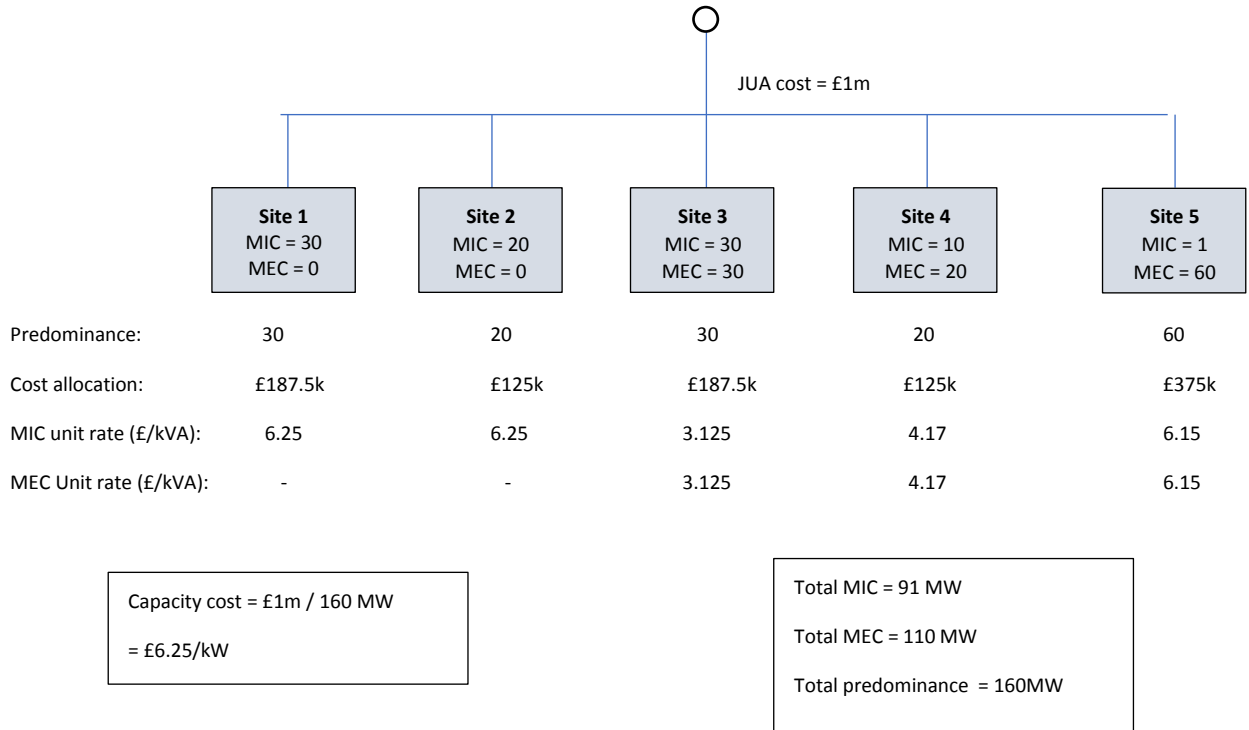 JUA cost = £1m
Site 1
MIC = 30
MEC = 0
Site 2
MIC = 20
MEC = 0
Site 3
MIC = 30
MEC = 30
Site 4
MIC = 10
MEC = 20
Site 5
MIC = 1
MEC = 60
Predominance: 30 20 30 20 60
Cost allocation: £187.5k £125k £187.5k £125k £375k
MIC unit rate (£/kVA): 6.25 6.25 3.125 4.17 6.15
MEC Unit rate (£/kVA): - - 3.125 4.17 6.15
Capacity cost = £1m / 160 MW
= £6.25/kW
Total MIC = 91 MW
Total MEC = 110 MW
Total predominance = 160MW